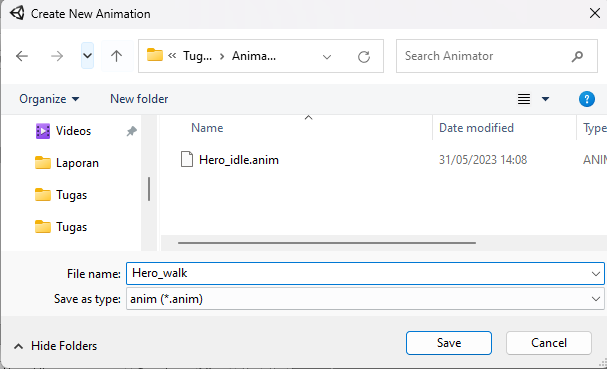 Create New Animation
« Tug... > Anima...
Search Animator
Organize
New folder
Videos
Laporan
Tugas
Tugas
Name
Date modified
Type
Hero_idle.anim
31/05/2023 14:08
ANI
File name:
Hero_walk
Save as type:
anim (*.anim)
Hide Folders
Save
Cancel